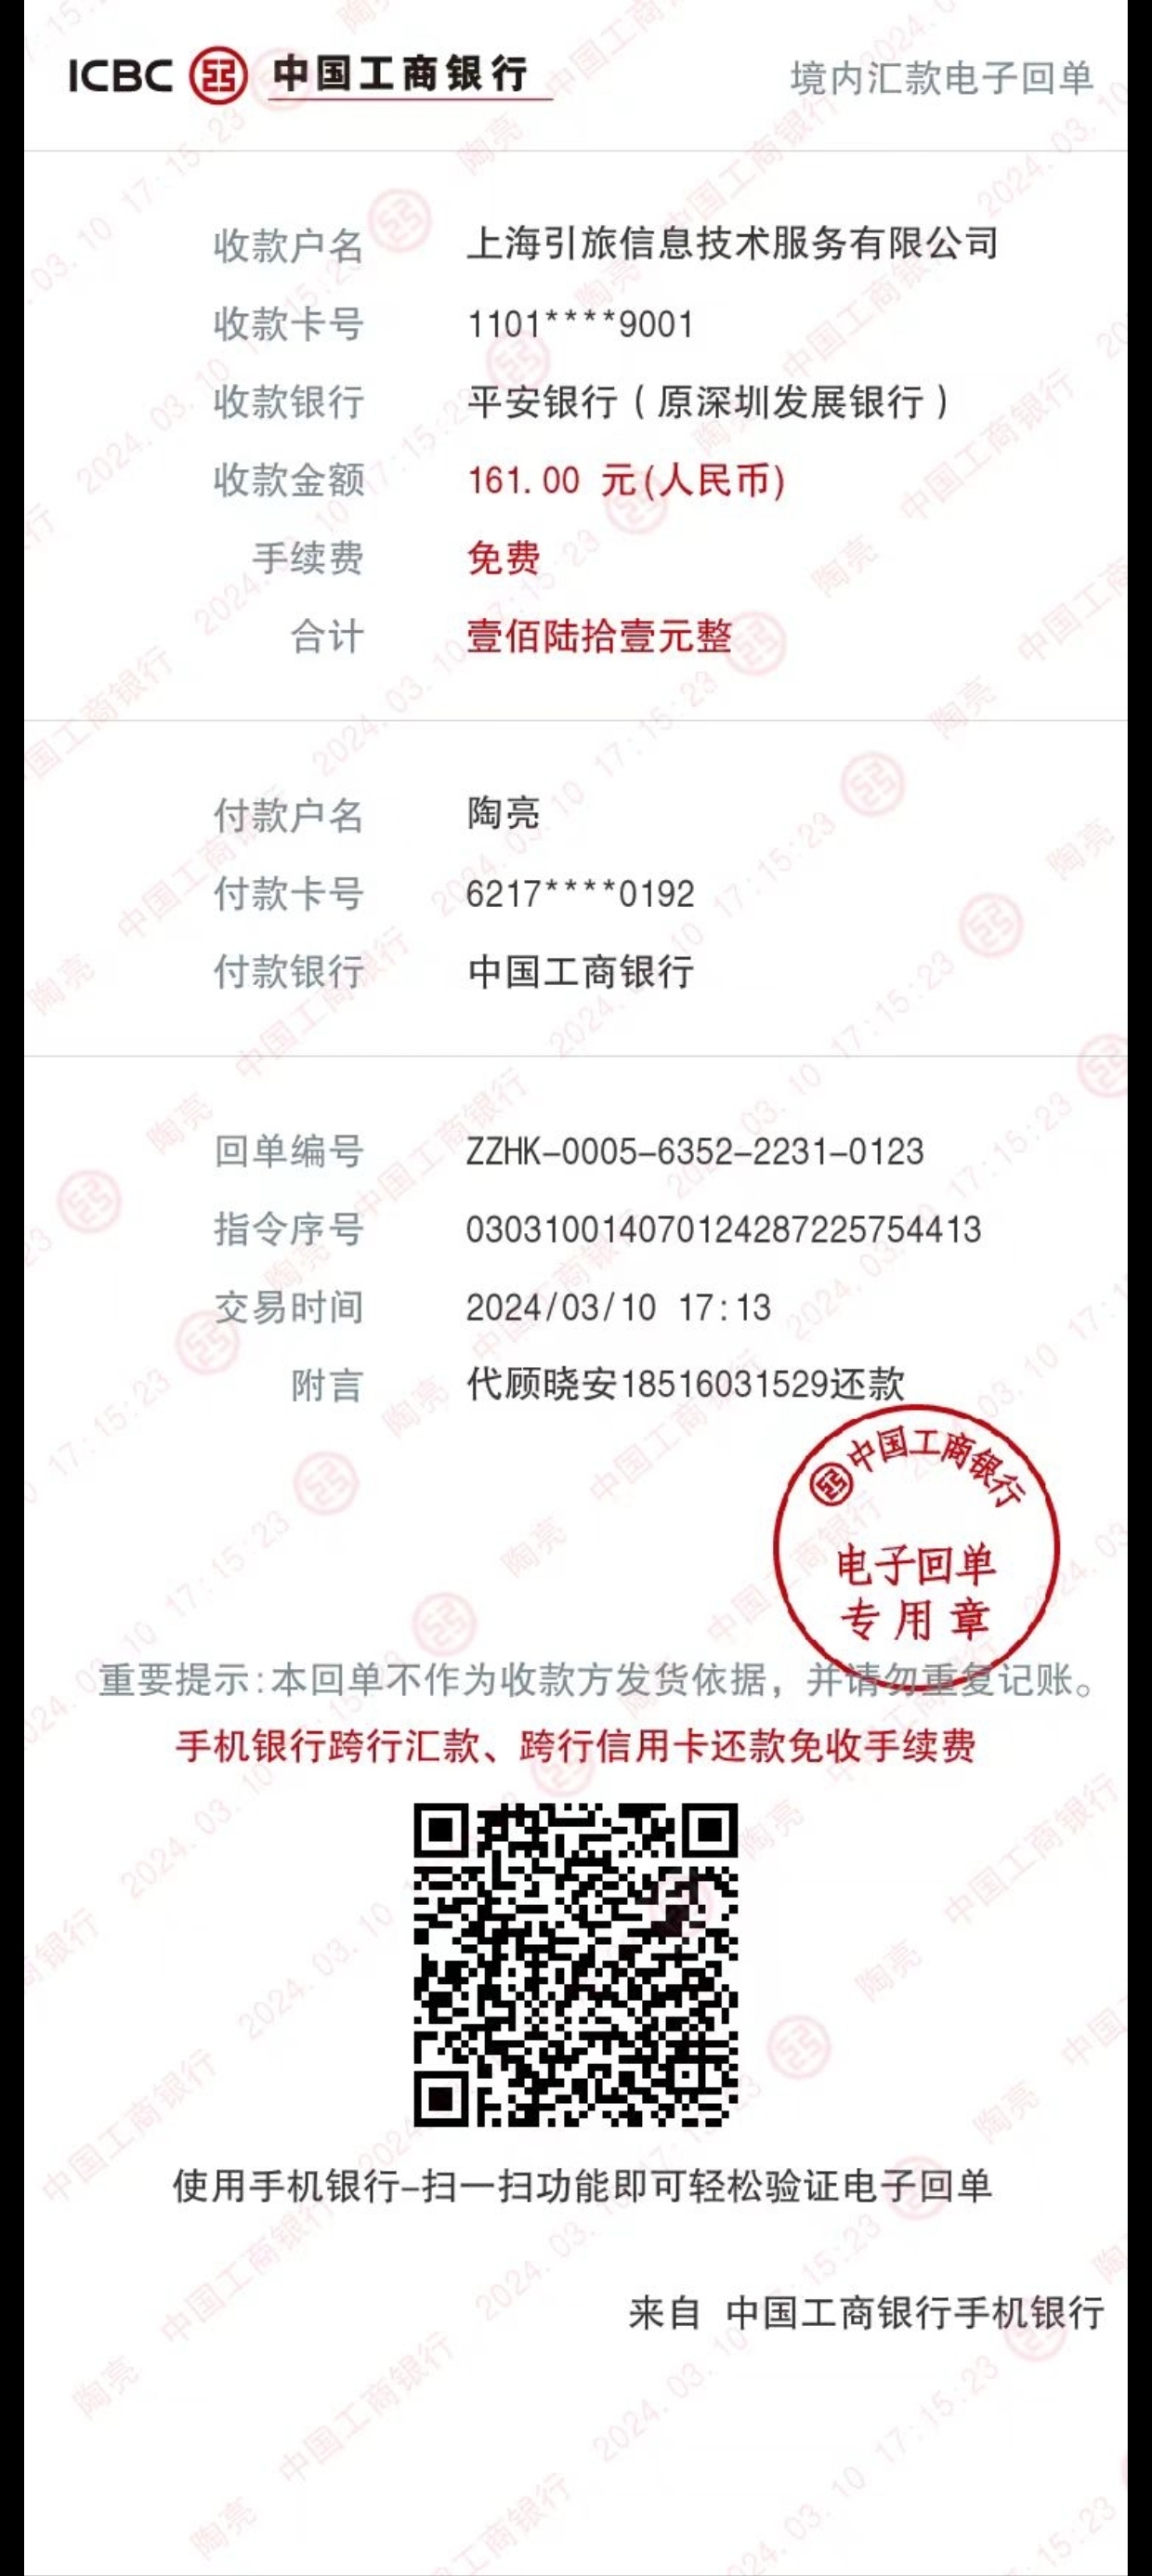 ICBC 中国工商银行 境内汇款电子回单
收款户名 上海引旅信息技术服务有限公司
收款卡号 1101****9001
收款银行 平安银行（原深圳发展银行）
收款金额 161.00 元(人民币)
手续费 免费
合计 壹佰陆拾壹元整
付款户名 陶亮
付款卡号 6217****0192
付款银行 中国工商银行
回单编号 ZZHK-0005-6352-2231-0123
指令序号 030310014070124287225754413
交易时间 2024/03/10 17:13
附言 代顾晓安18516031529还款
中国工商银行
电子回单
专用章
重要提示:本回单不作为收款方发货依据，并请勿重复记账。
手机银行跨行汇款、跨行信用卡还款免收手续费
使用手机银行-扫一扫功能即可轻松验证电子回单
来自 中国工商银行手机银行
陶亮 中国工商银行 2024.03.10 17:15:23